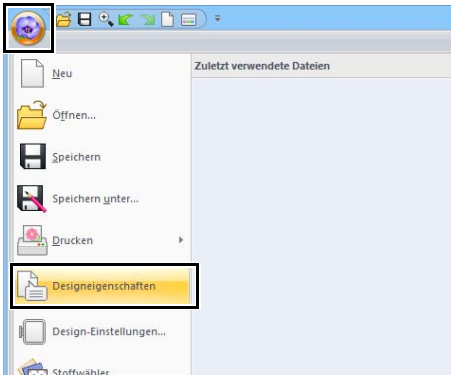 Zuletzt verwendete Dateien
Neu
Öffnen...
Speichern
Speichern unter...
Drucken
Designeigenschaften
Design-Einstellungen...
Stoffwähler